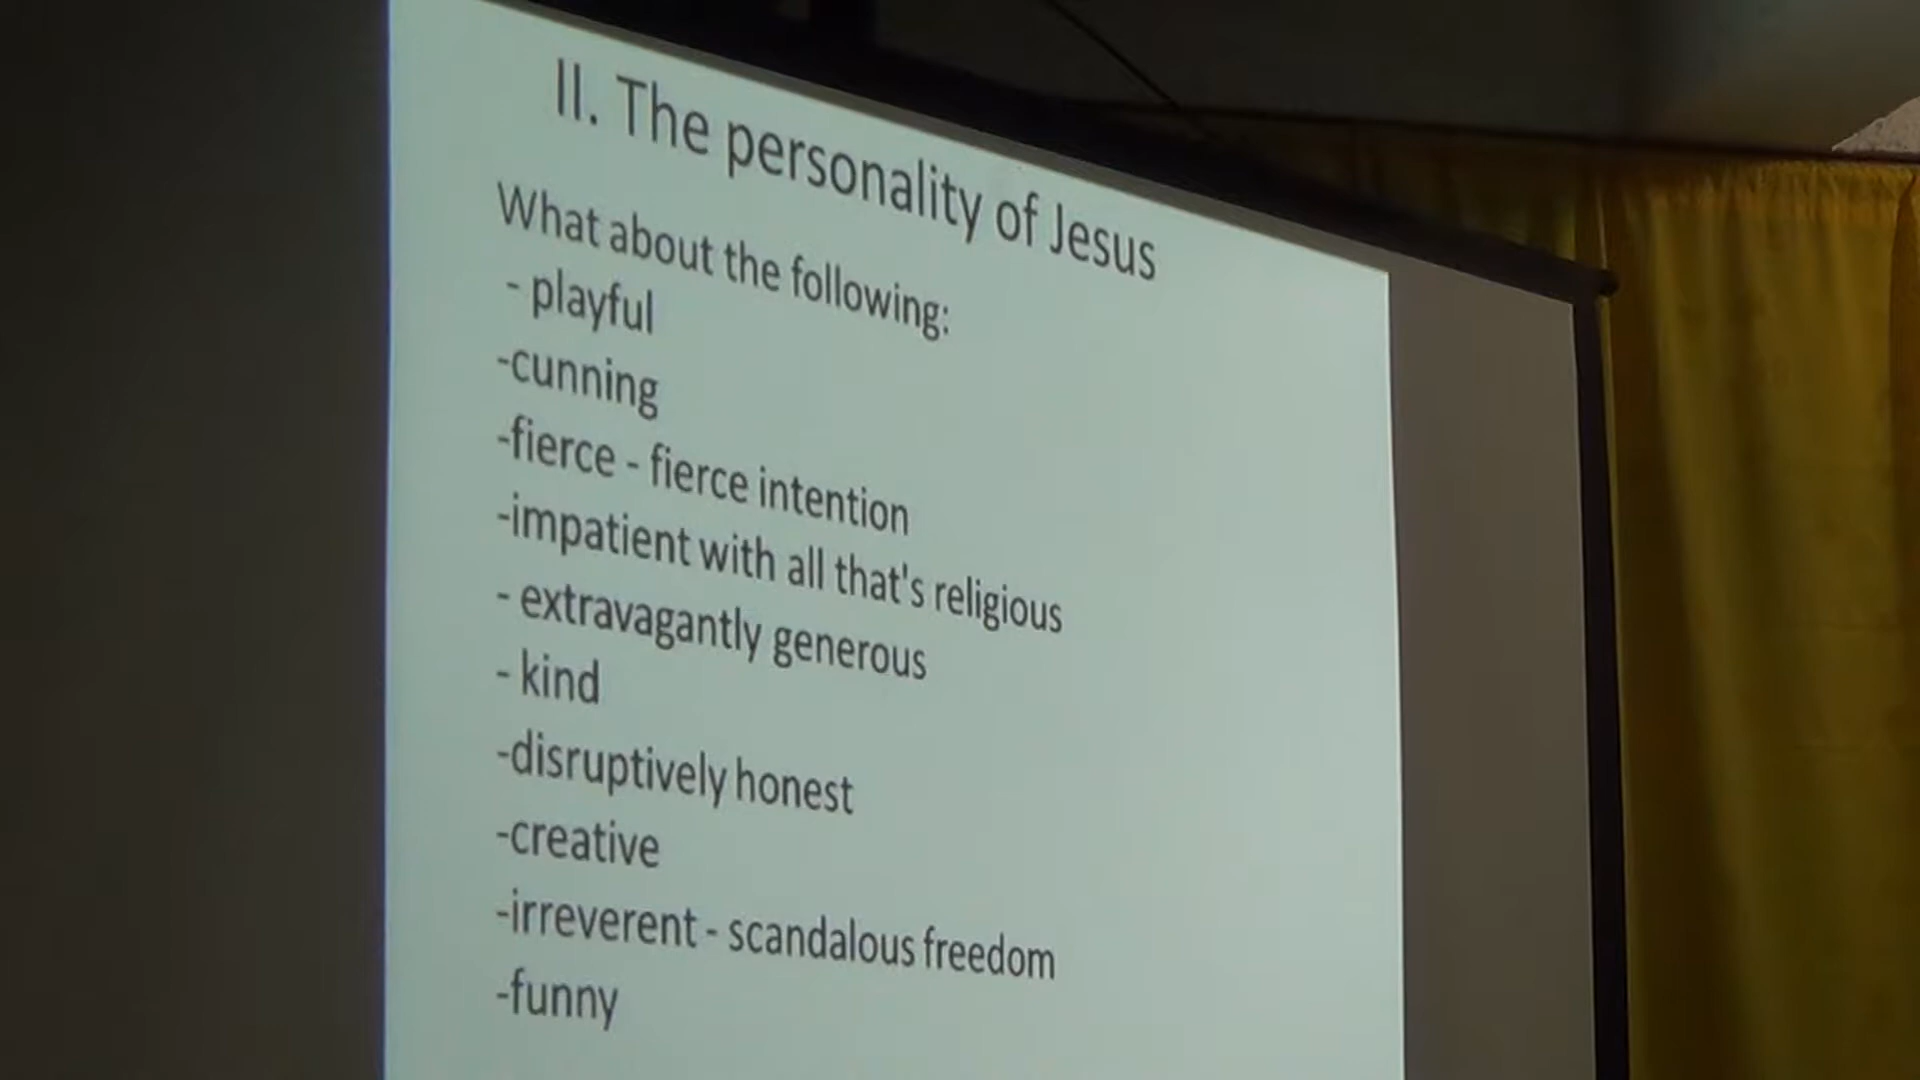 II. The personality of Jesus
What about the following:
- playful
-cunning
-fierce - fierce intention
-impatient with all that's religious
- extravagantly generous
- kind
-disruptively honest
-creative
-irreverent - scandalous freedom
-funny